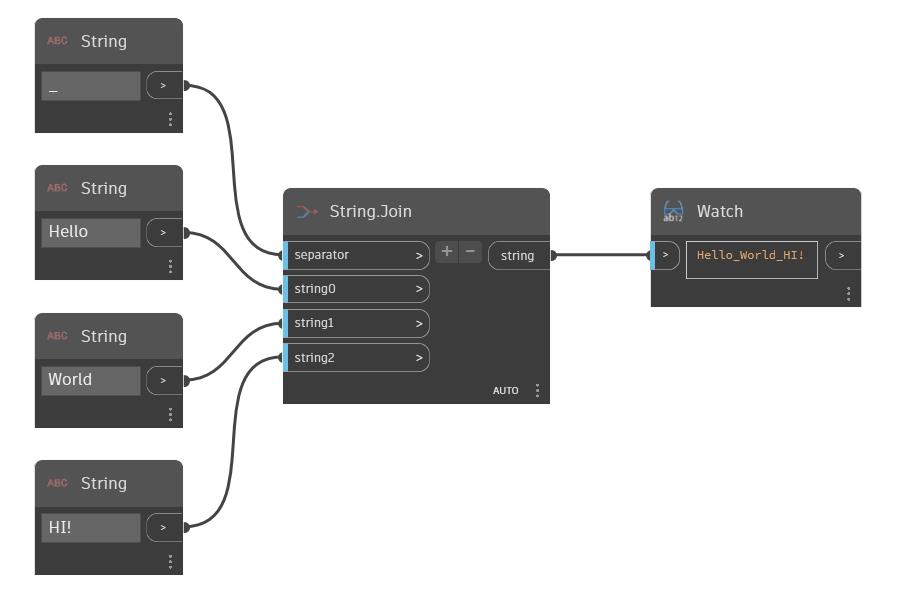 ABC String
_ >
ABC String
Hello >
ABC String
World >
ABC String
HI! >
String.Join
separator > + - string
string0 >
string1 >
string2 >
AUTO
ab12 Watch
> Hello_World_HI! >